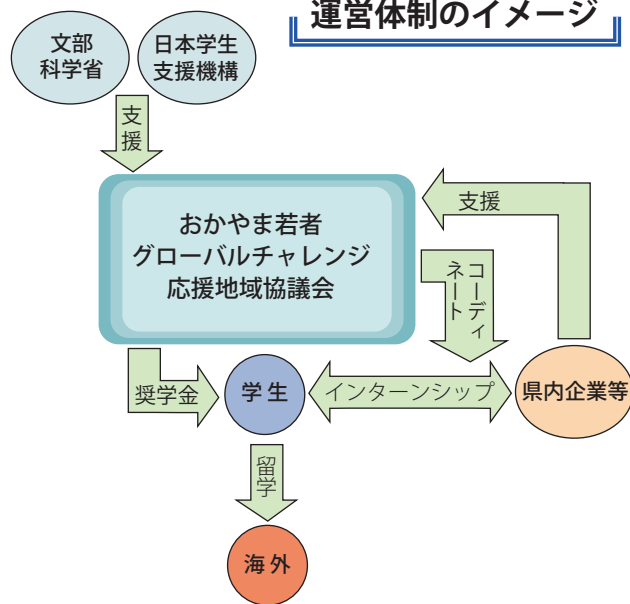 運営体制のイメージ
文部
科学省
日本学生
支援機構
支援
おかやま若者
グローバルチャレンジ
応援地域協議会
支援
コーディ
ネート
奨学金
学生
インターンシップ
県内企業等
留学
海外